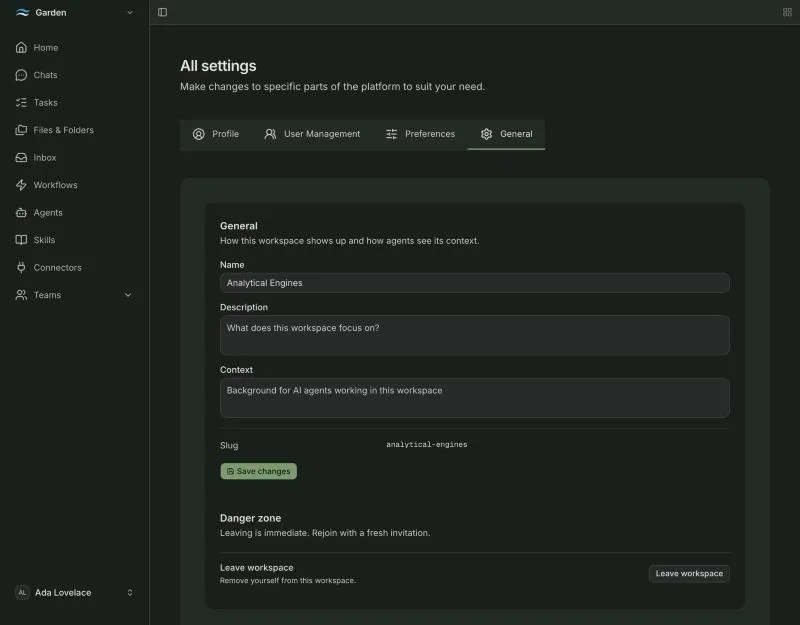 Garden
Home
Chats
Tasks
Files & Folders
Inbox
Workflows
Agents
Skills
Connectors
Teams
AL
Ada Lovelace
All settings
Make changes to specific parts of the platform to suit your need.
Profile
User Management
Preferences
General
General
How this workspace shows up and how agents see its context.
Name
Analytical Engines
Description
What does this workspace focus on?
Context
Background for AI agents working in this workspace
Slug
analytical-engines
Save changes
Danger zone
Leaving is immediate. Rejoin with a fresh invitation.
Leave workspace
Remove yourself from this workspace.
Leave workspace